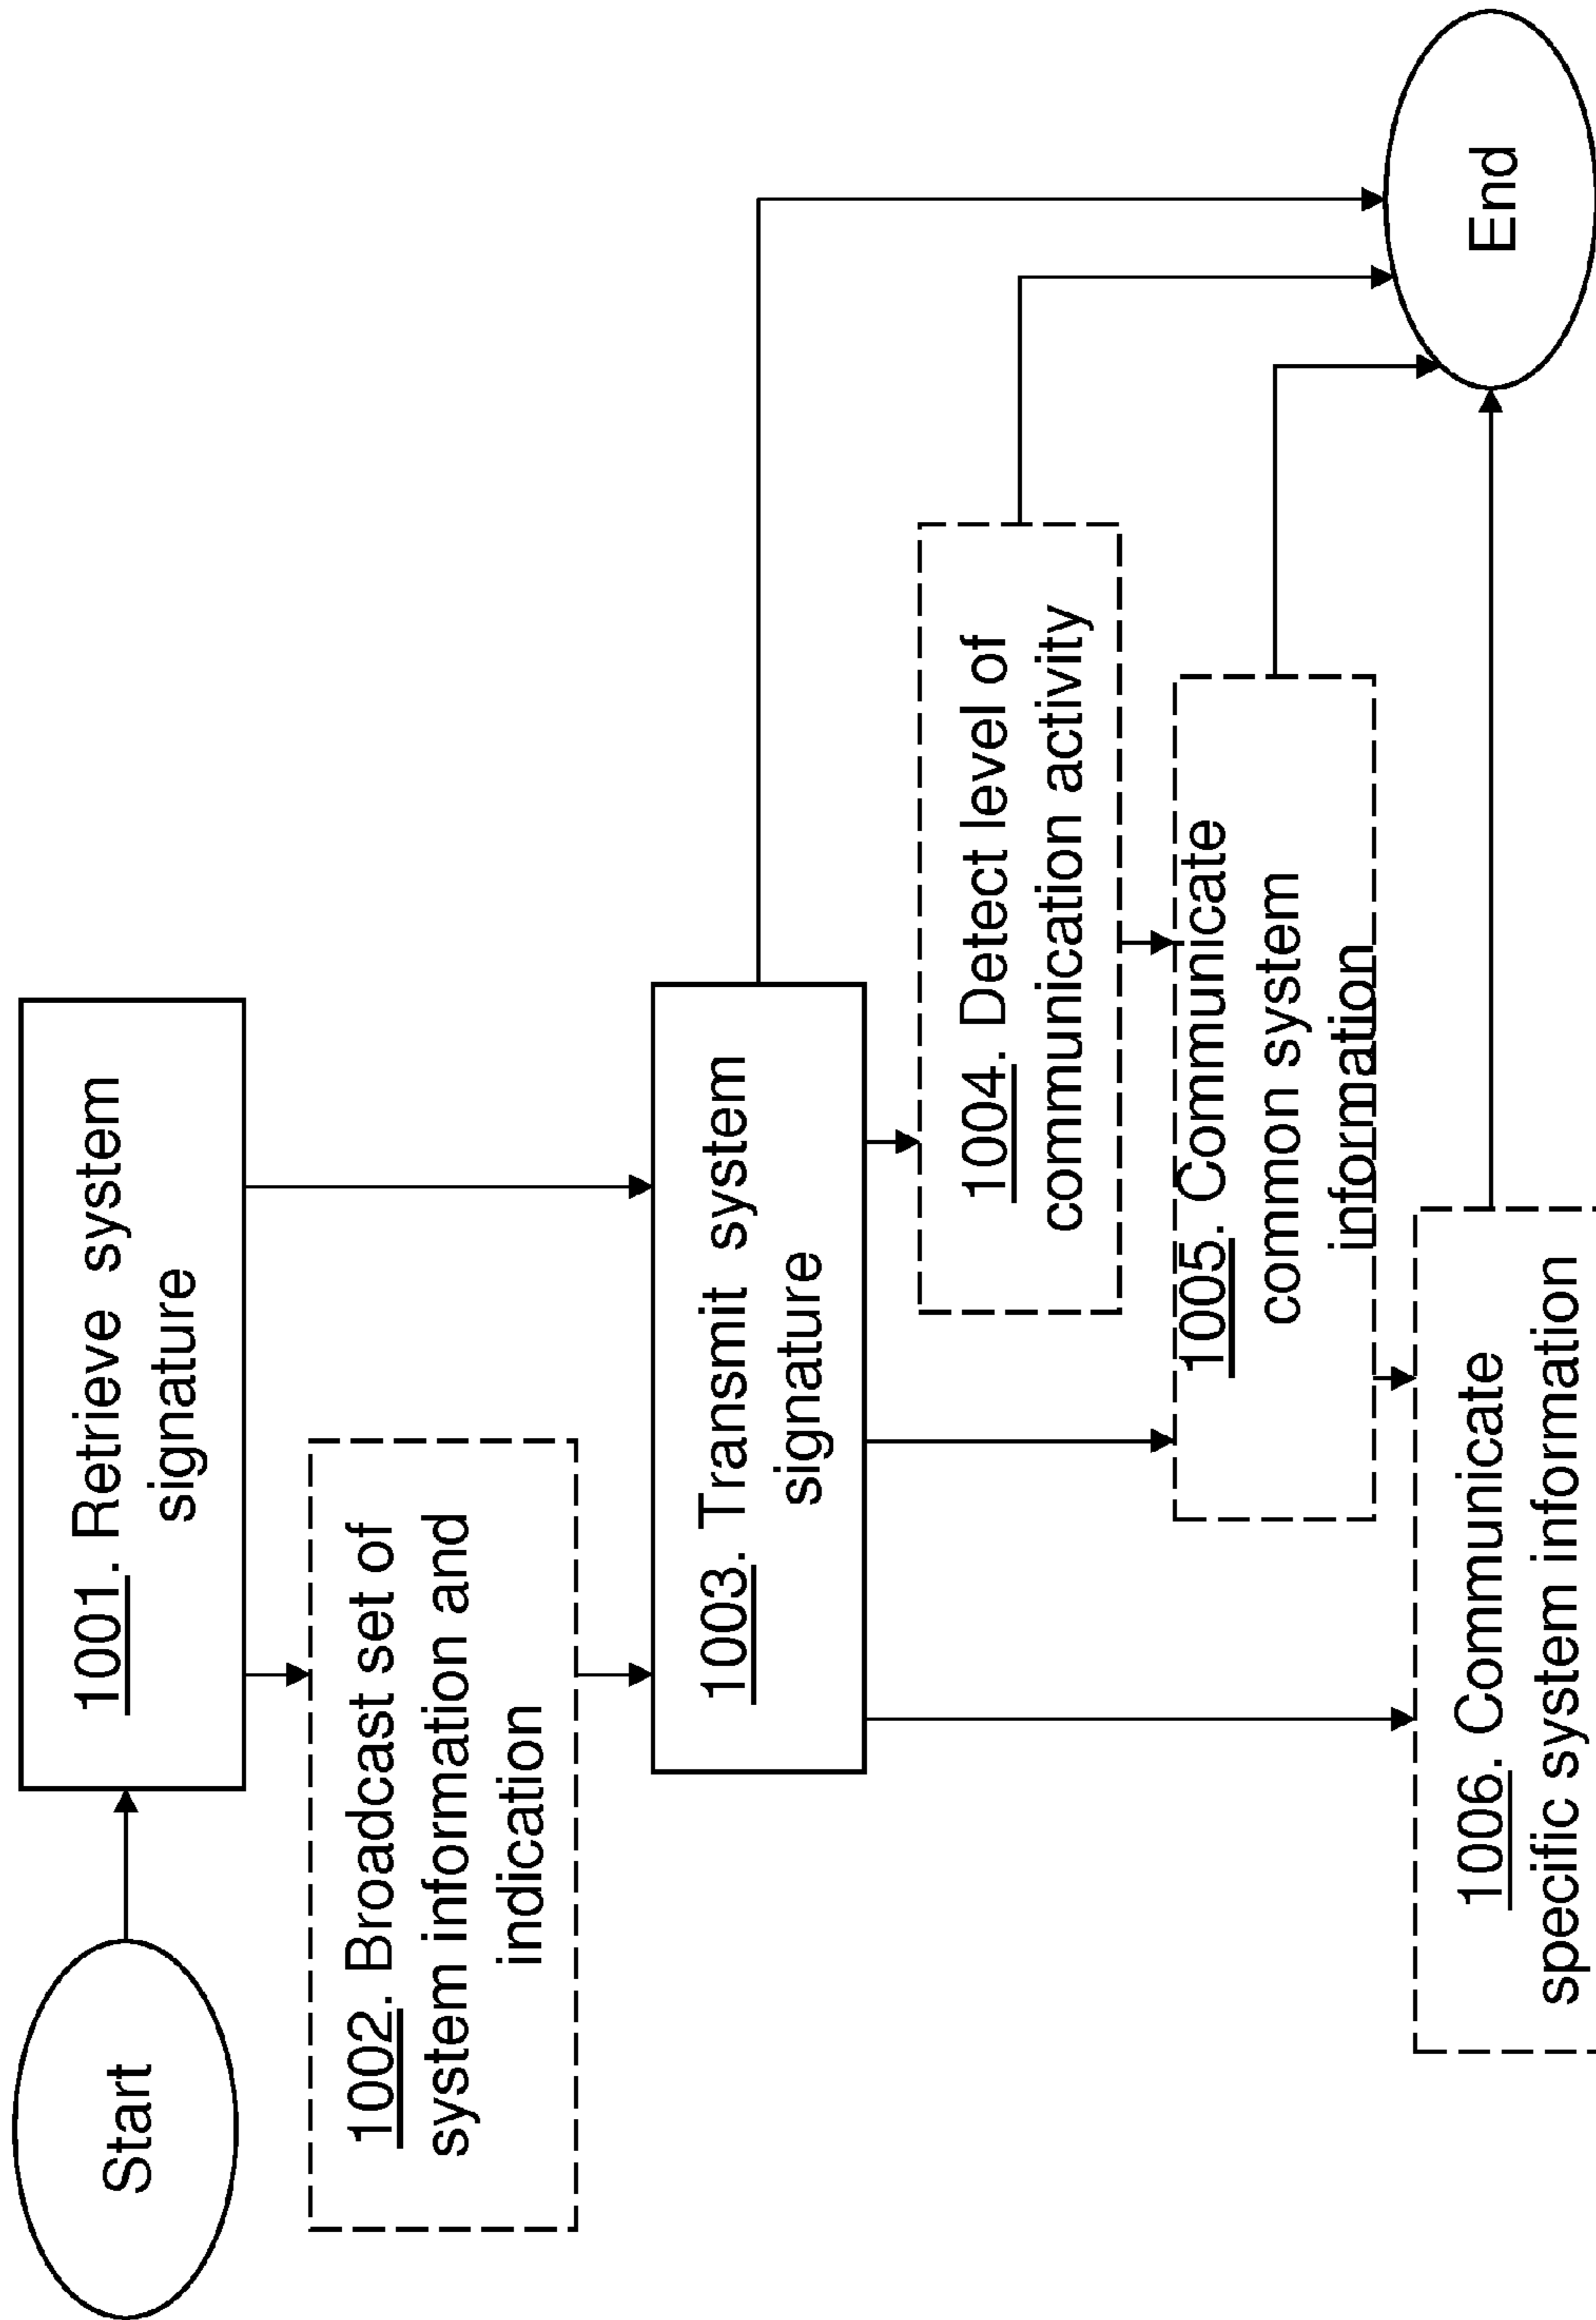 Start
1001. Retrieve system
signature
1002. Broadcast set of
system information and
indication
1003. Transmit system
signature
1004. Detect level of
communication activity
1005. Communicate
common system
information
1006. Communicate
specific system information
End